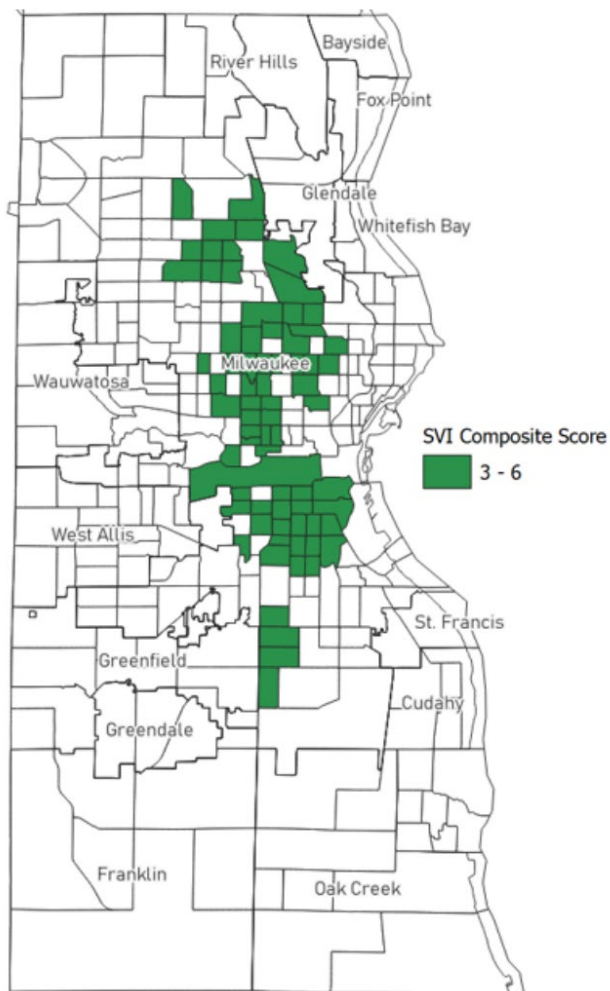 Bayside
River Hills
Fox Point
Glendale
Whitefish Bay
Milwaukee
Wauwatosa
SVI Composite Score
3 - 6
West Allis
St. Francis
Greenfield
Cudahy
Greendale
Franklin
Oak Creek